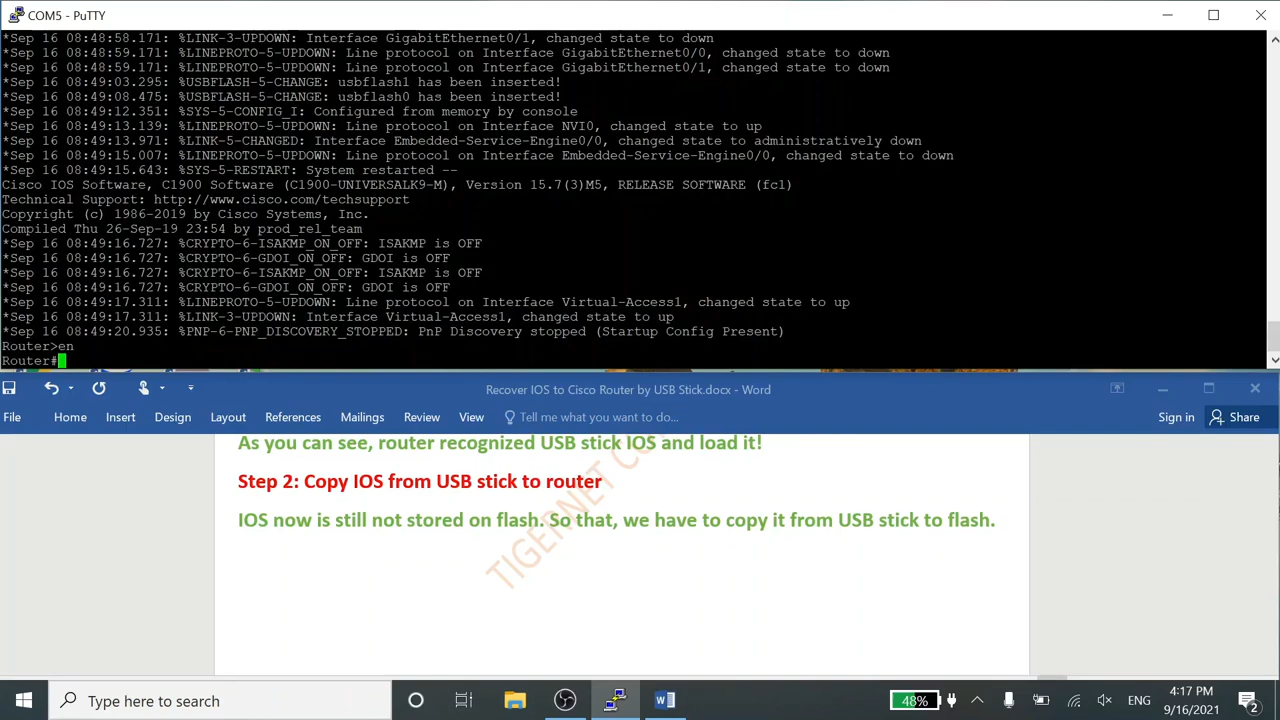 COM5 - PuTTY
*Sep 16 08:48:58.171: %LINK-3-UPDOWN: Interface GigabitEthernet0/1, changed state to down
*Sep 16 08:48:59.171: %LINEPROTO-5-UPDOWN: Line protocol on Interface GigabitEthernet0/0, changed state to down
*Sep 16 08:48:59.171: %LINEPROTO-5-UPDOWN: Line protocol on Interface GigabitEthernet0/1, changed state to down
*Sep 16 08:49:03.295: %USBFLASH-5-CHANGE: usbflash1 has been inserted!
*Sep 16 08:49:08.475: %USBFLASH-5-CHANGE: usbflash0 has been inserted!
*Sep 16 08:49:12.351: %SYS-5-CONFIG_I: Configured from memory by console
*Sep 16 08:49:13.139: %LINEPROTO-5-UPDOWN: Line protocol on Interface NVI0, changed state to up
*Sep 16 08:49:13.971: %LINK-5-CHANGED: Interface Embedded-Service-Engine0/0, changed state to administratively down
*Sep 16 08:49:15.007: %LINEPROTO-5-UPDOWN: Line protocol on Interface Embedded-Service-Engine0/0, changed state to down
*Sep 16 08:49:15.643: %SYS-5-RESTART: System restarted --
Cisco IOS Software, C1900 Software (C1900-UNIVERSALK9-M), Version 15.7(3)M5, RELEASE SOFTWARE (fc1)
Technical Support: http://www.cisco.com/techsupport
Copyright (c) 1986-2019 by Cisco Systems, Inc.
Compiled Thu 26-Sep-19 23:54 by prod_rel_team
*Sep 16 08:49:16.727: %CRYPTO-6-ISAKMP_ON_OFF: ISAKMP is OFF
*Sep 16 08:49:16.727: %CRYPTO-6-GDOI_ON_OFF: GDOI is OFF
*Sep 16 08:49:16.727: %CRYPTO-6-ISAKMP_ON_OFF: ISAKMP is OFF
*Sep 16 08:49:16.727: %CRYPTO-6-GDOI_ON_OFF: GDOI is OFF
*Sep 16 08:49:17.311: %LINEPROTO-5-UPDOWN: Line protocol on Interface Virtual-Access1, changed state to up
*Sep 16 08:49:17.311: %LINK-3-UPDOWN: Interface Virtual-Access1, changed state to up
*Sep 16 08:49:20.935: %PNP-6-PNP_DISCOVERY_STOPPED: PnP Discovery stopped (Startup Config Present)
Router>en
Router#
Recover IOS to Cisco Router by USB Stick.docx - Word
File Home Insert Design Layout References Mailings Review View Tell me what you want to do... Sign in Share
As you can see, router recognized USB stick IOS and load it!
Step 2: Copy IOS from USB stick to router
IOS now is still not stored on flash. So that, we have to copy it from USB stick to flash.
TIGERNET CO
Type here to search
48%
ENG
4:17 PM
9/16/2021
2